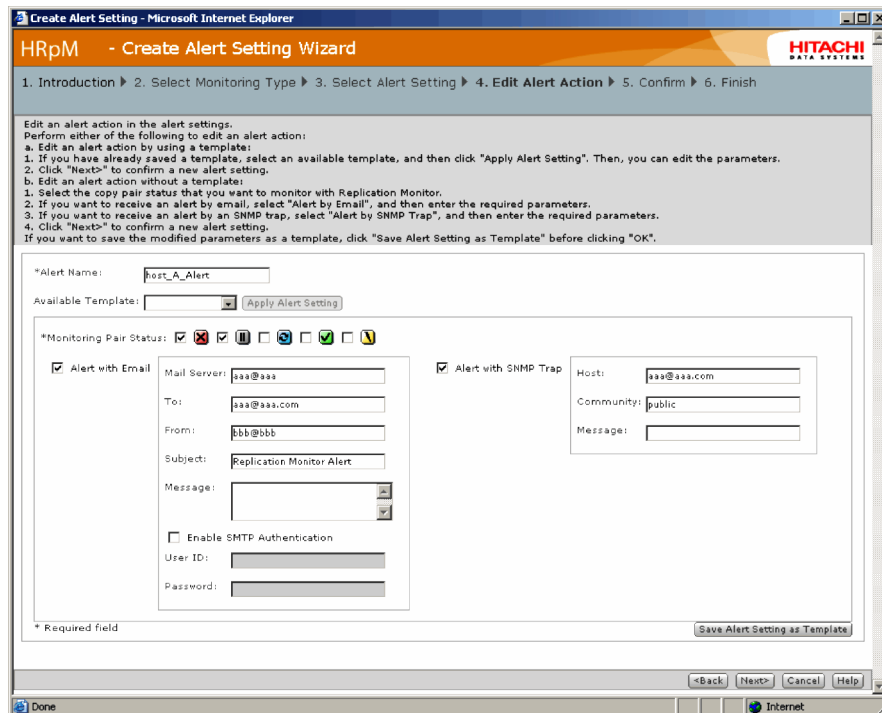 Create Alert Setting - Microsoft Internet Explorer
HRpM - Create Alert Setting Wizard
HITACHI
DATA SYSTEMS
1. Introduction 2. Select Monitoring Type 3. Select Alert Setting 4. Edit Alert Action 5. Confirm 6. Finish
Edit an alert action in the alert settings.
Perform either of the following to edit an alert action:
a. Edit an alert action by using a template:
1. If you have already saved a template, select an available template, and then click "Apply Alert Setting". Then, you can edit the parameters.
2. Click "Next>" to confirm a new alert setting.
b. Edit an alert action without a template:
1. Select the copy pair status that you want to monitor with Replication Monitor.
2. If you want to receive an alert by email, select "Alert by Email", and then enter the required parameters.
3. If you want to receive an alert by an SNMP trap, select "Alert by SNMP Trap", and then enter the required parameters.
4. Click "Next>" to confirm a new alert setting.
If you want to save the modified parameters as a template, click "Save Alert Setting as Template" before clicking "OK".
*Alert Name: host_A_Alert
Available Template: Apply Alert Setting
*Monitoring Pair Status:
Alert with Email
Mail Server: aaa@aaa
To: aaa@aaa.com
From: bbb@bbb
Subject: Replication Monitor Alert
Message:
Enable SMTP Authentication
User ID:
Password:
Alert with SNMP Trap
Host: aaa@aaa.com
Community: public
Message:
* Required field
Save Alert Setting as Template
<Back Next> Cancel Help
Done Internet